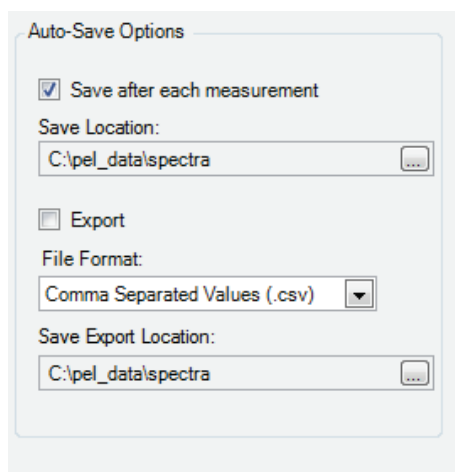 Auto-Save Options
Save after each measurement
Save Location:
C:\pel_data\spectra
...
Export
File Format:
Comma Separated Values (.csv)
Save Export Location:
C:\pel_data\spectra
...